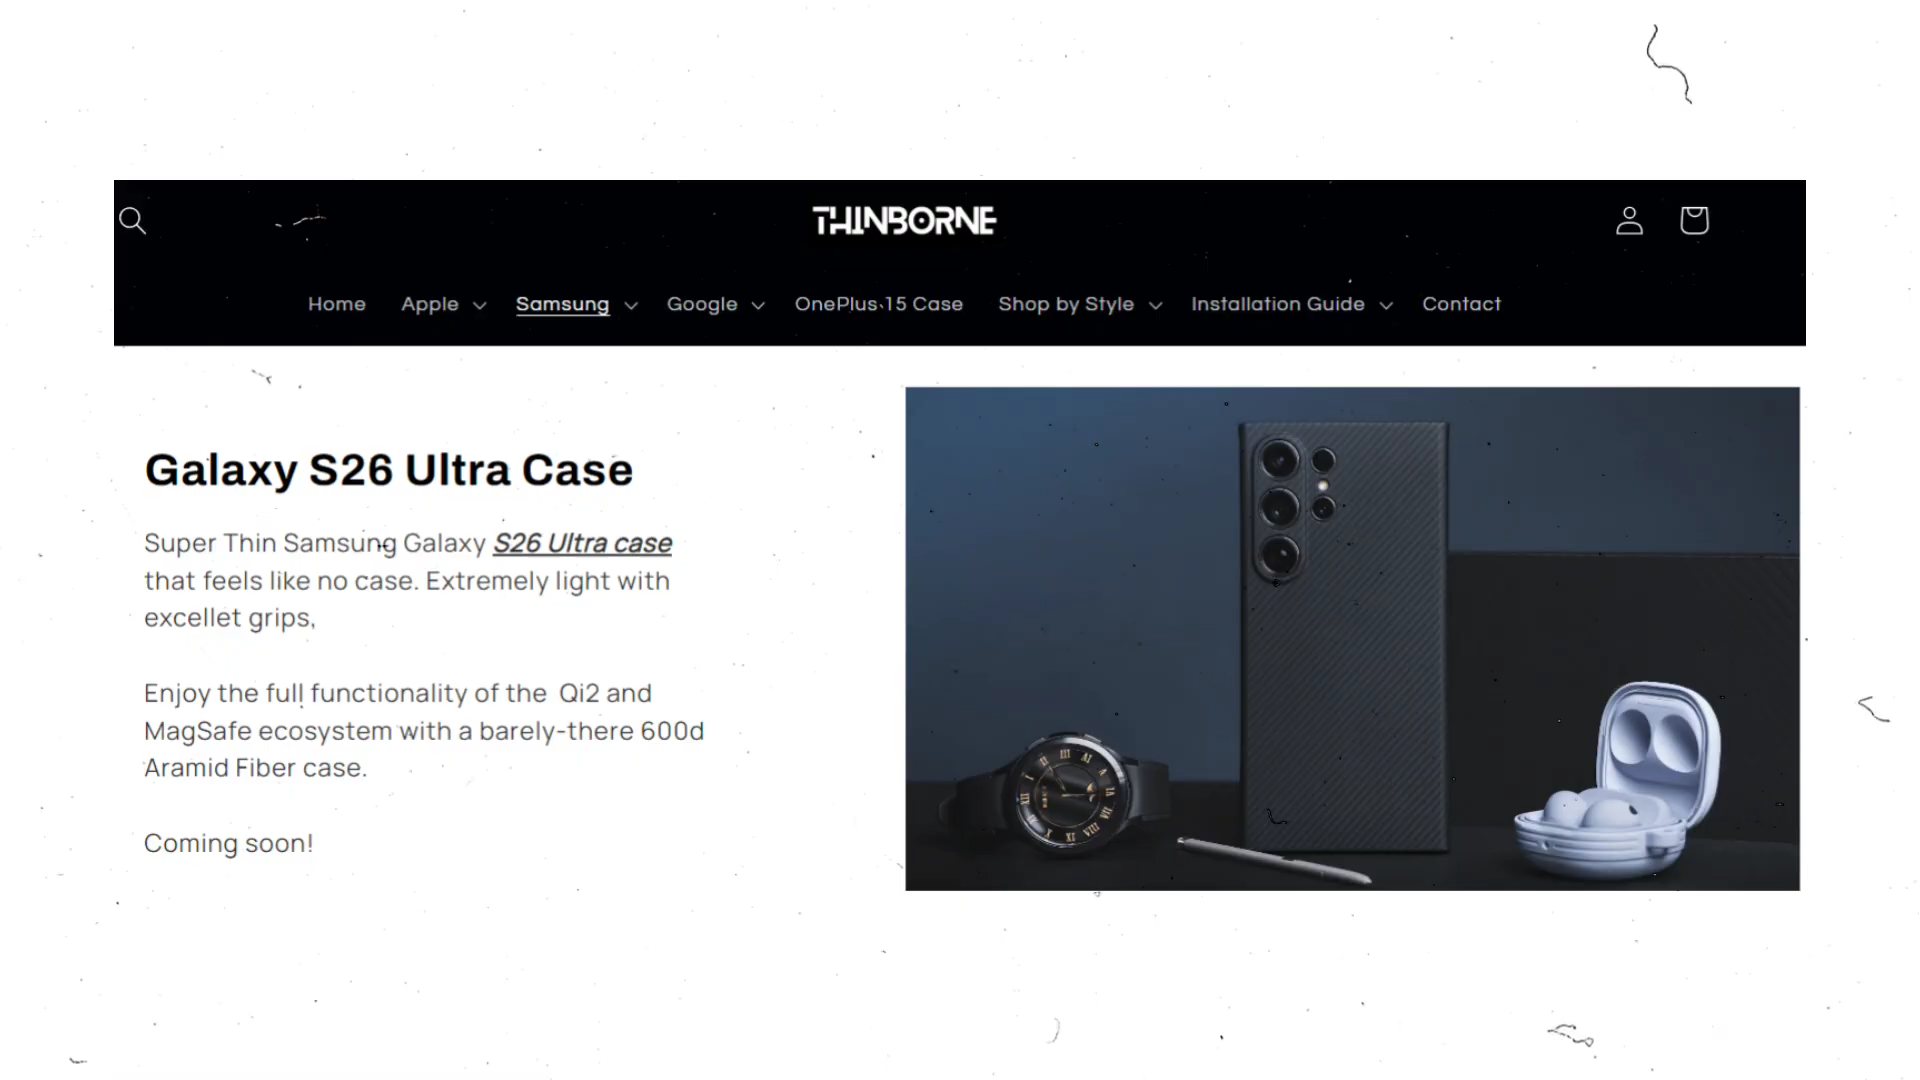 THINBORNE
Home Apple Samsung Google OnePlus 15 Case Shop by Style Installation Guide Contact
Galaxy S26 Ultra Case
Super Thin Samsung Galaxy S26 Ultra case
that feels like no case. Extremely light with
excellet grips,
Enjoy the full functionality of the Qi2 and
MagSafe ecosystem with a barely-there 600d
Aramid Fiber case.
Coming soon!